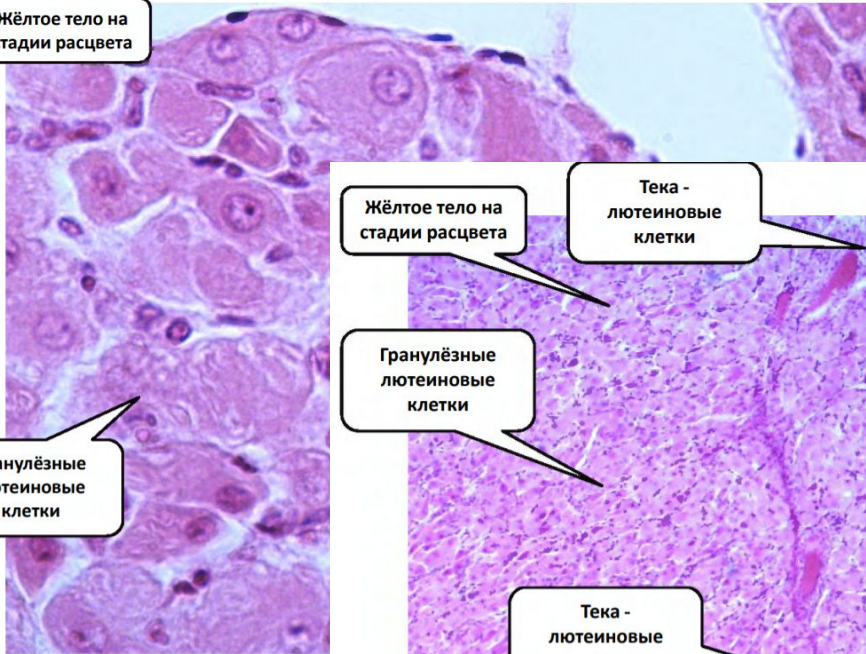 Жёлтое тело на
стадии расцвета
Тека -
лютеиновые
клетки
Жёлтое тело на
стадии расцвета
Гранулёзные
лютеиновые
клетки
клетки
Тека -
лютеиновые